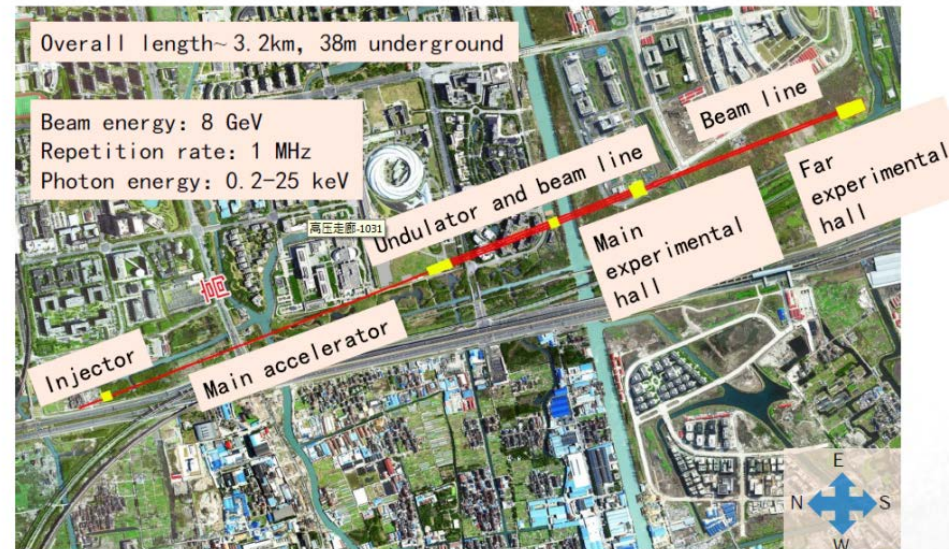 Overall length~3.2km, 38m underground
Beam energy: 8 GeV
Repetition rate: 1 MHz
Photon energy: 0.2-25 keV
Beam line
Undulator and beam line
Far
experimental
hall
高压走廊-1031
Main
experimental
hall
Injector
Main accelerator
E
N
S
W